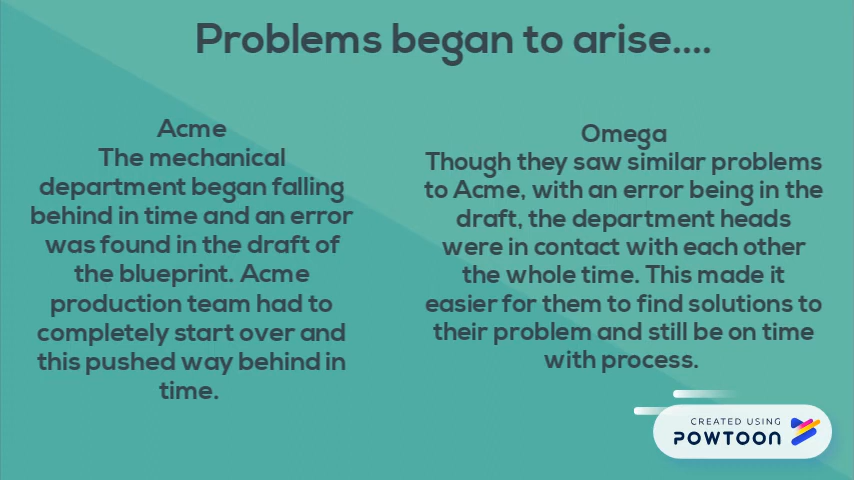 Problems began to arise....
Acme
The mechanical
department began falling
behind in time and an error
was found in the draft of
the blueprint. Acme
production team had to
completely start over and
this pushed way behind in
time.
Omega
Though they saw similar problems
to Acme, with an error being in the
draft, the department heads
were in contact with each other
the whole time. This made it
easier for them to find solutions to
their problem and still be on time
with process.
CREATED USING
POWTOON